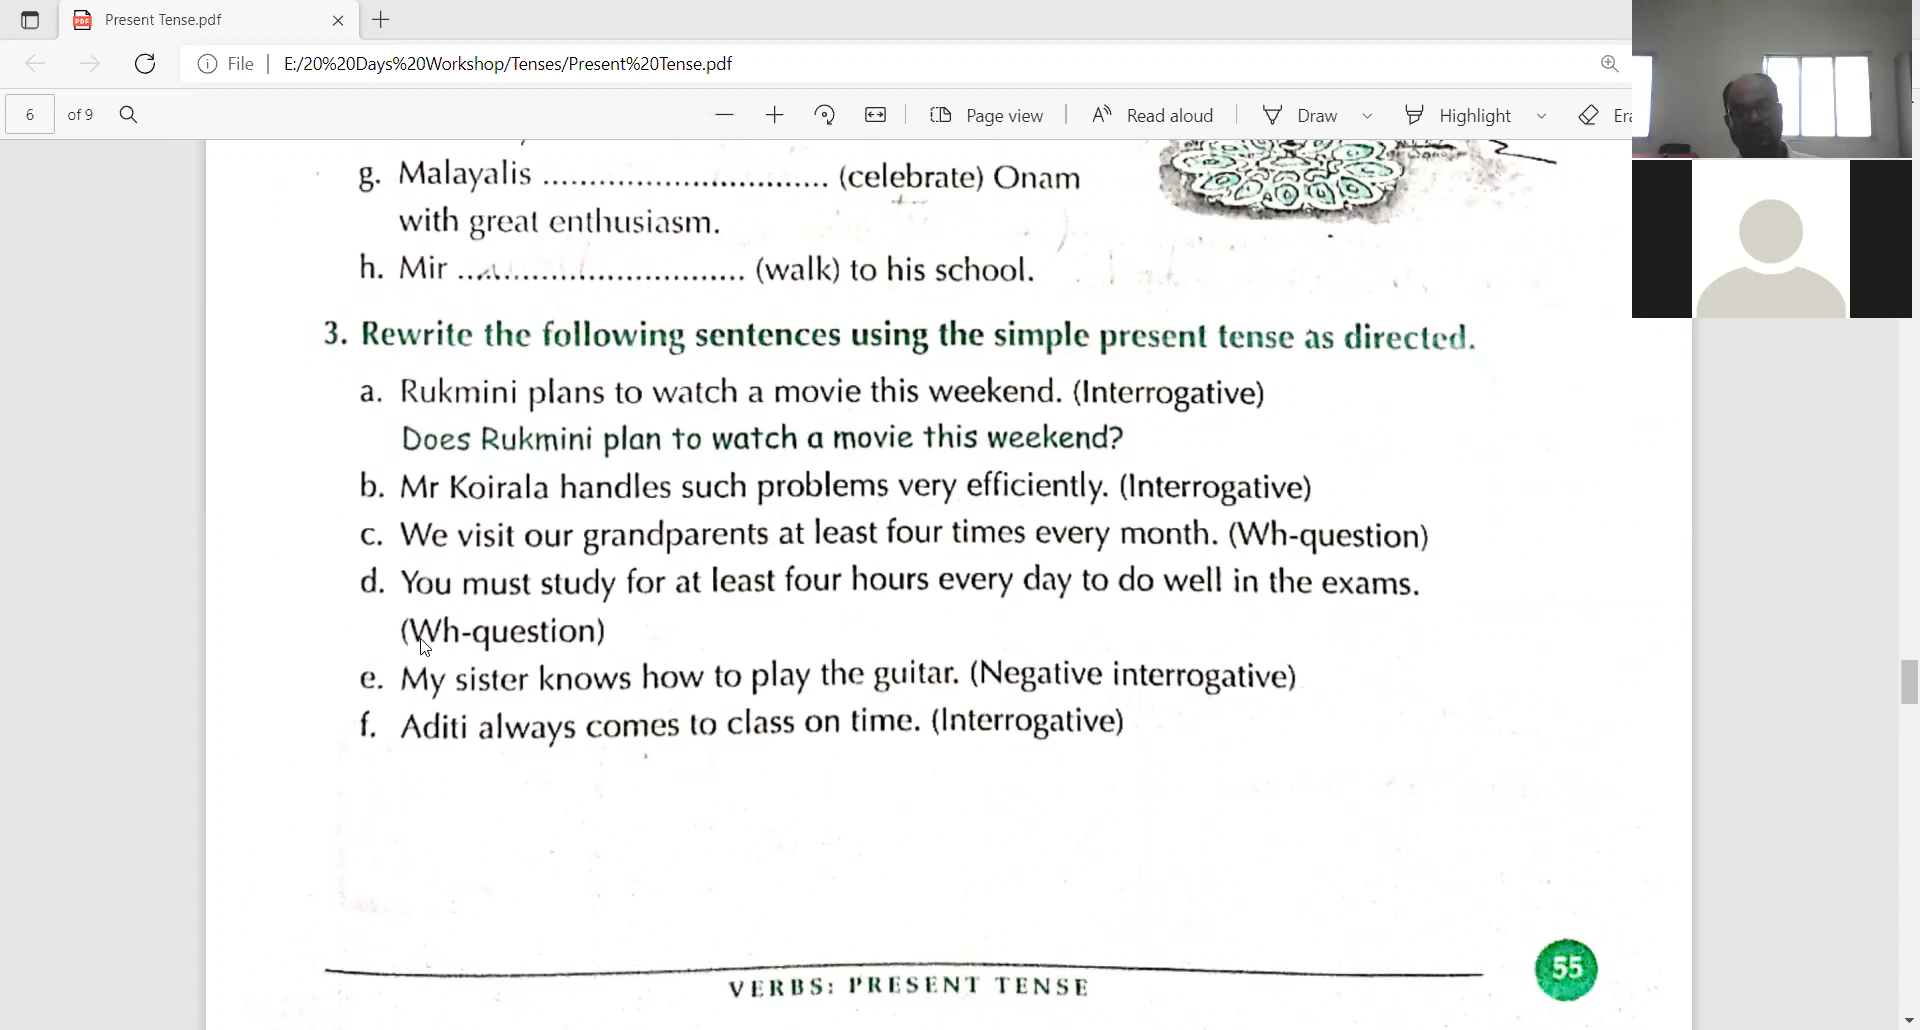 Present Tense.pdf
File | E:/20%20Days%20Workshop/Tenses/Present%20Tense.pdf
6 of 9 Page view Read aloud Draw Highlight Era
g. Malayalis .............................. (celebrate) Onam
with great enthusiasm.
h. Mir .............................. (walk) to his school.
3. Rewrite the following sentences using the simple present tense as directed.
a. Rukmini plans to watch a movie this weekend. (Interrogative)
Does Rukmini plan to watch a movie this weekend?
b. Mr Koirala handles such problems very efficiently. (Interrogative)
c. We visit our grandparents at least four times every month. (Wh-question)
d. You must study for at least four hours every day to do well in the exams.
(Wh-question)
e. My sister knows how to play the guitar. (Negative interrogative)
f. Aditi always comes to class on time. (Interrogative)
VERBS: PRESENT TENSE
55